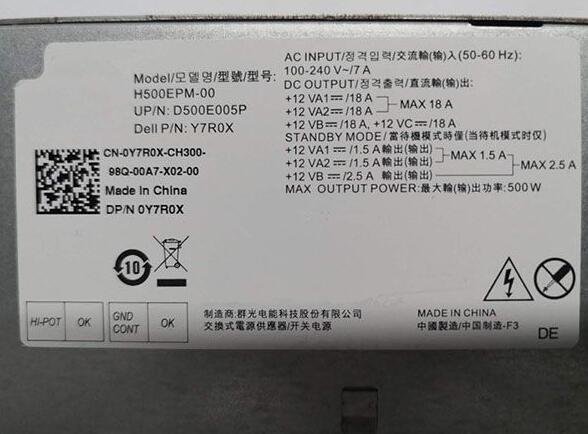 Model/모델명/型號/型号:
H500EPM-00
UP/N: D500E005P
Dell P/N: Y7R0X
AC INPUT/정격입력/交流輸(输)入(50-60 Hz):
100-240 V~/7 A
DC OUTPUT/정격출력/直流輸(输)出:
+12 VA1⎓/18 A
+12 VA2⎓/18 A
MAX 18 A
+12 VB⎓/18 A, +12 VC⎓/18 A
STANDBY MODE/當待機模式時僅(当待机模式时仅)
+12 VA1⎓/1.5 A 輸出(输出)
+12 VA2⎓/1.5 A 輸出(输出)
MAX 1.5 A
+12 VB⎓/2.5 A 輸出(输出)
MAX 2.5 A
MAX OUTPUT POWER:最大輸(输)出功率:500W
CN-0Y7R0X-CH300-
98Q-00A7-X02-00
Made in China
DP/N 0Y7R0X
10
HI-POT OK GND CONT OK
制造商:群光电能科技股份有限公司
交換式電源供應器/开关电源
MADE IN CHINA
中國製造/中国制造-F3
DE